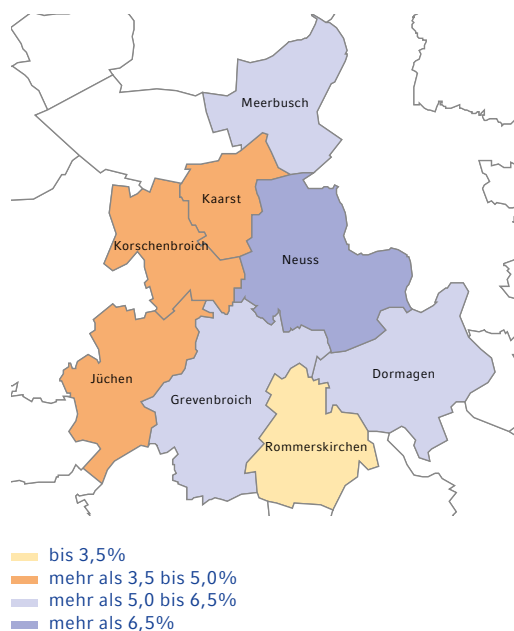 Meerbusch
Kaarst
Korschenbroich
Neuss
Jüchen
Dormagen
Grevenbroich
Rommerskirchen
bis 3,5%
mehr als 3,5 bis 5,0%
mehr als 5,0 bis 6,5%
mehr als 6,5%